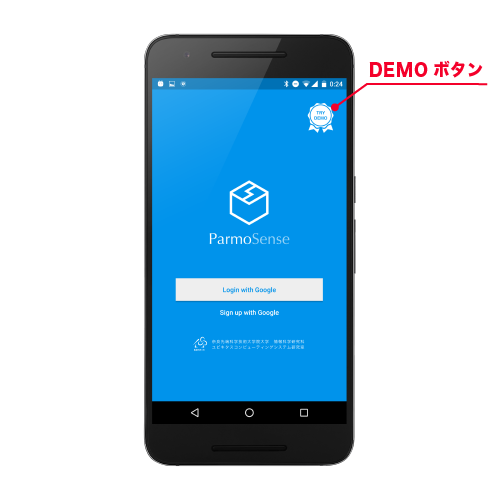 DEMO ボタン
0:24
TRY
DEMO
ParmoSense
Login with Google
Sign up with Google
奈良先端科学技術大学院大学 情報科学研究科
ユビキタスコンピューティングシステム研究室